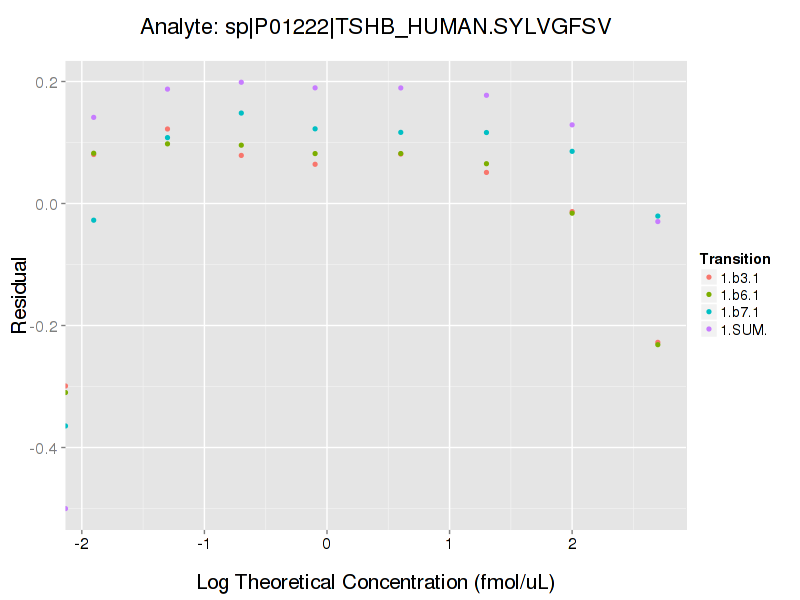 Analyte: sp|P01222|TSHB_HUMAN.SYLVGFSV
0.2
0.0
-0.2
-0.4
Residual
-2 -1 0 1 2
Log Theoretical Concentration (fmol/uL)
Transition
1.b3.1
1.b6.1
1.b7.1
1.SUM.